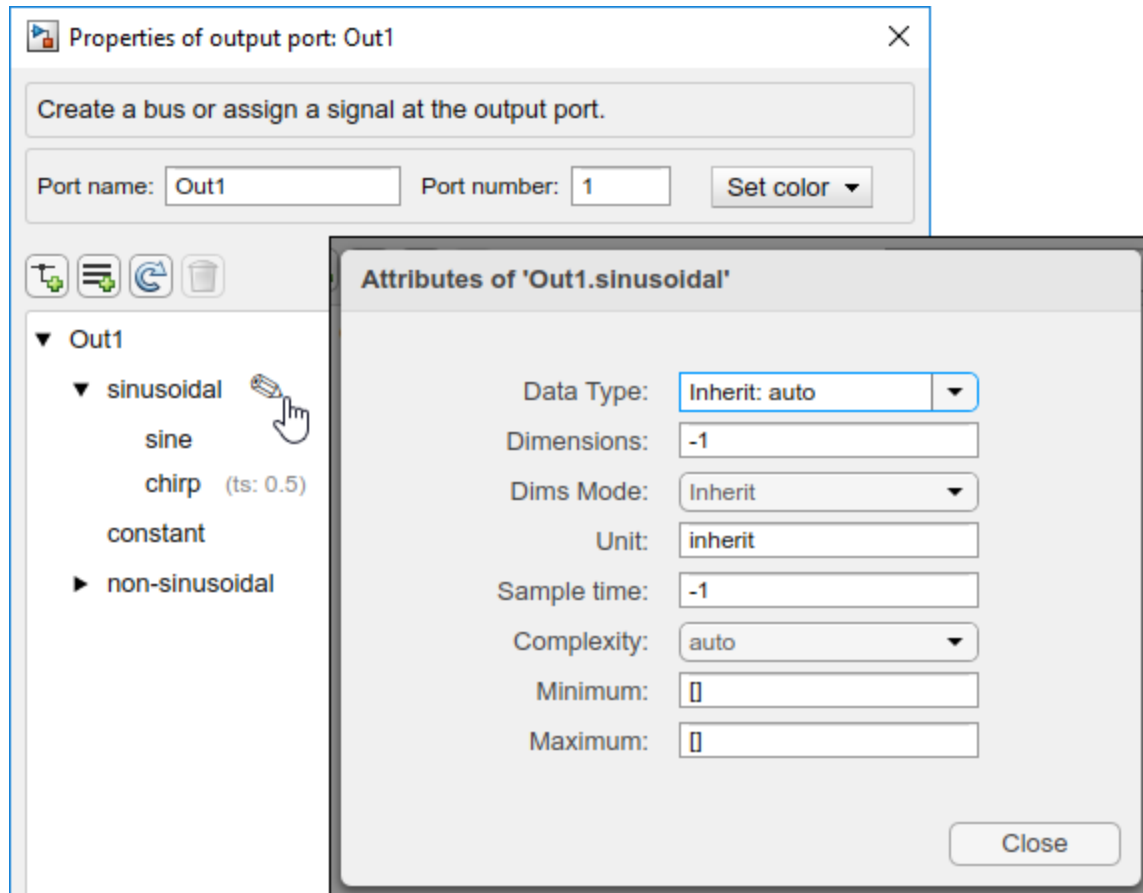 Properties of output port: Out1
Create a bus or assign a signal at the output port.
Port name: Out1 Port number: 1 Set color
Out1
sinusoidal
sine
chirp (ts: 0.5)
constant
non-sinusoidal
Attributes of 'Out1.sinusoidal'
Data Type: Inherit: auto
Dimensions: -1
Dims Mode: Inherit
Unit: inherit
Sample time: -1
Complexity: auto
Minimum: []
Maximum: []
Close